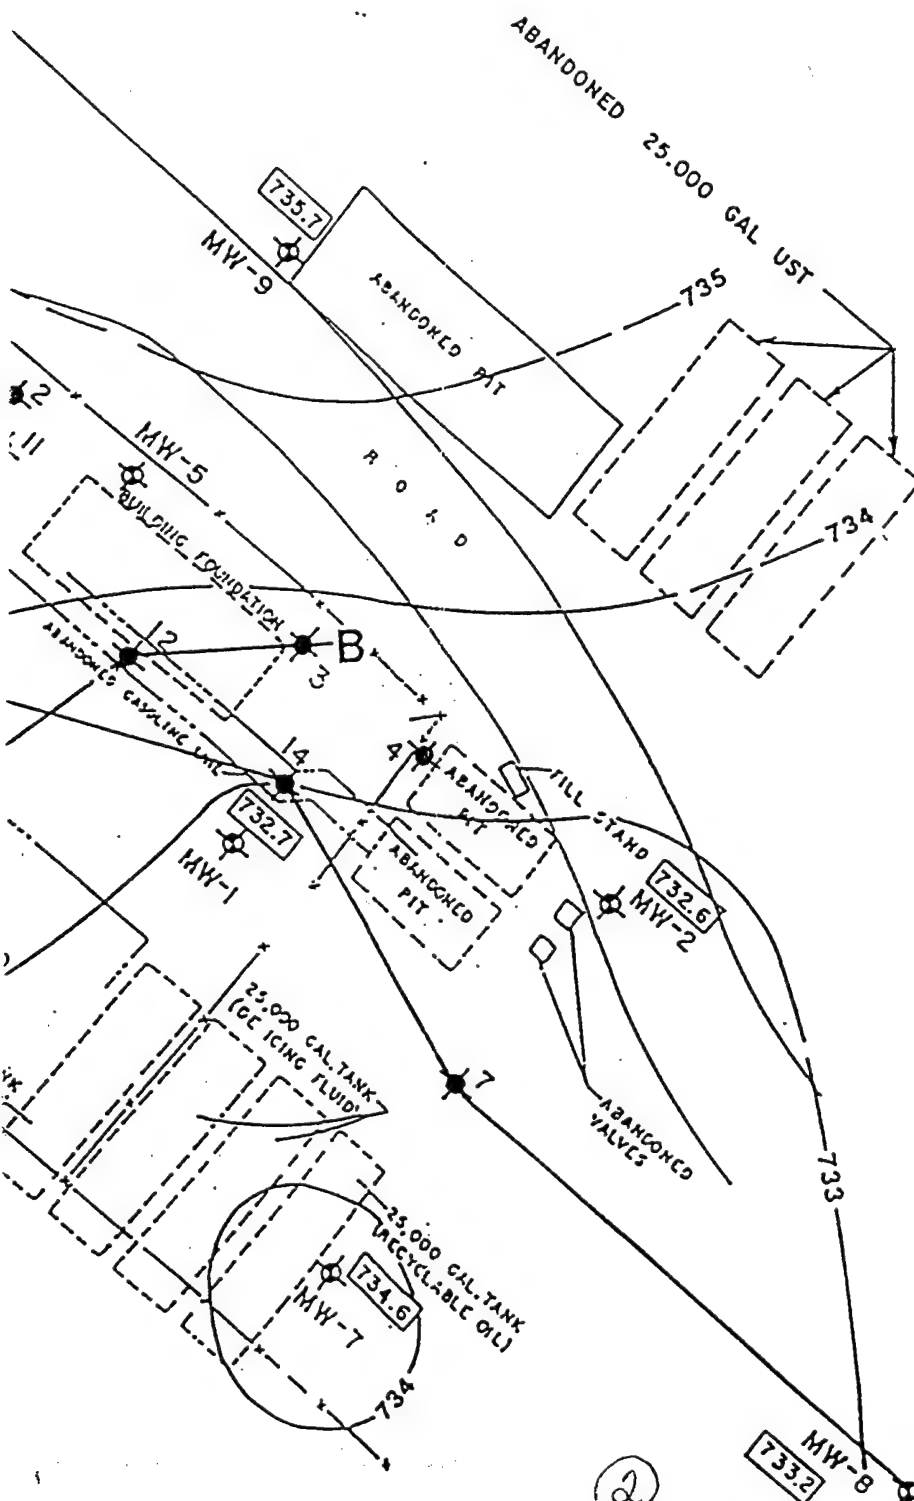 ABANDONED 25.000 GAL UST
735.7
MW-9
ABANDONED PIT
735
2
11
MW-5
ROAD
734
BUILDING FOUNDATION
12
B
3
ABANDONED GASOLINE
14
4
ABANDONED
PIT
FILL STAND
732.7
MW-1
ABANDONED
PIT
732.6
MW-2
25.000 GAL. TANK
(DE ICING FLUID)
7
ABANDONED
VALVES
733
25.000 GAL. TANK
(RECYCLABLE OIL)
734.6
MW-7
734
MW-8
733.2
2